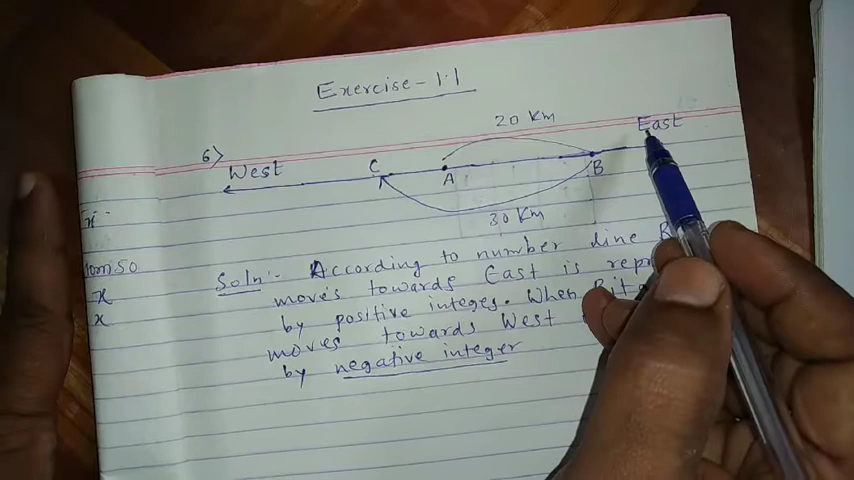 Exercise-1.1
20 Km
East
6>
West
C
A
B
30 Km
Soln:- According to number line
moves towards East is
by positive integes. When
moves towards West
by negative integer
x
x